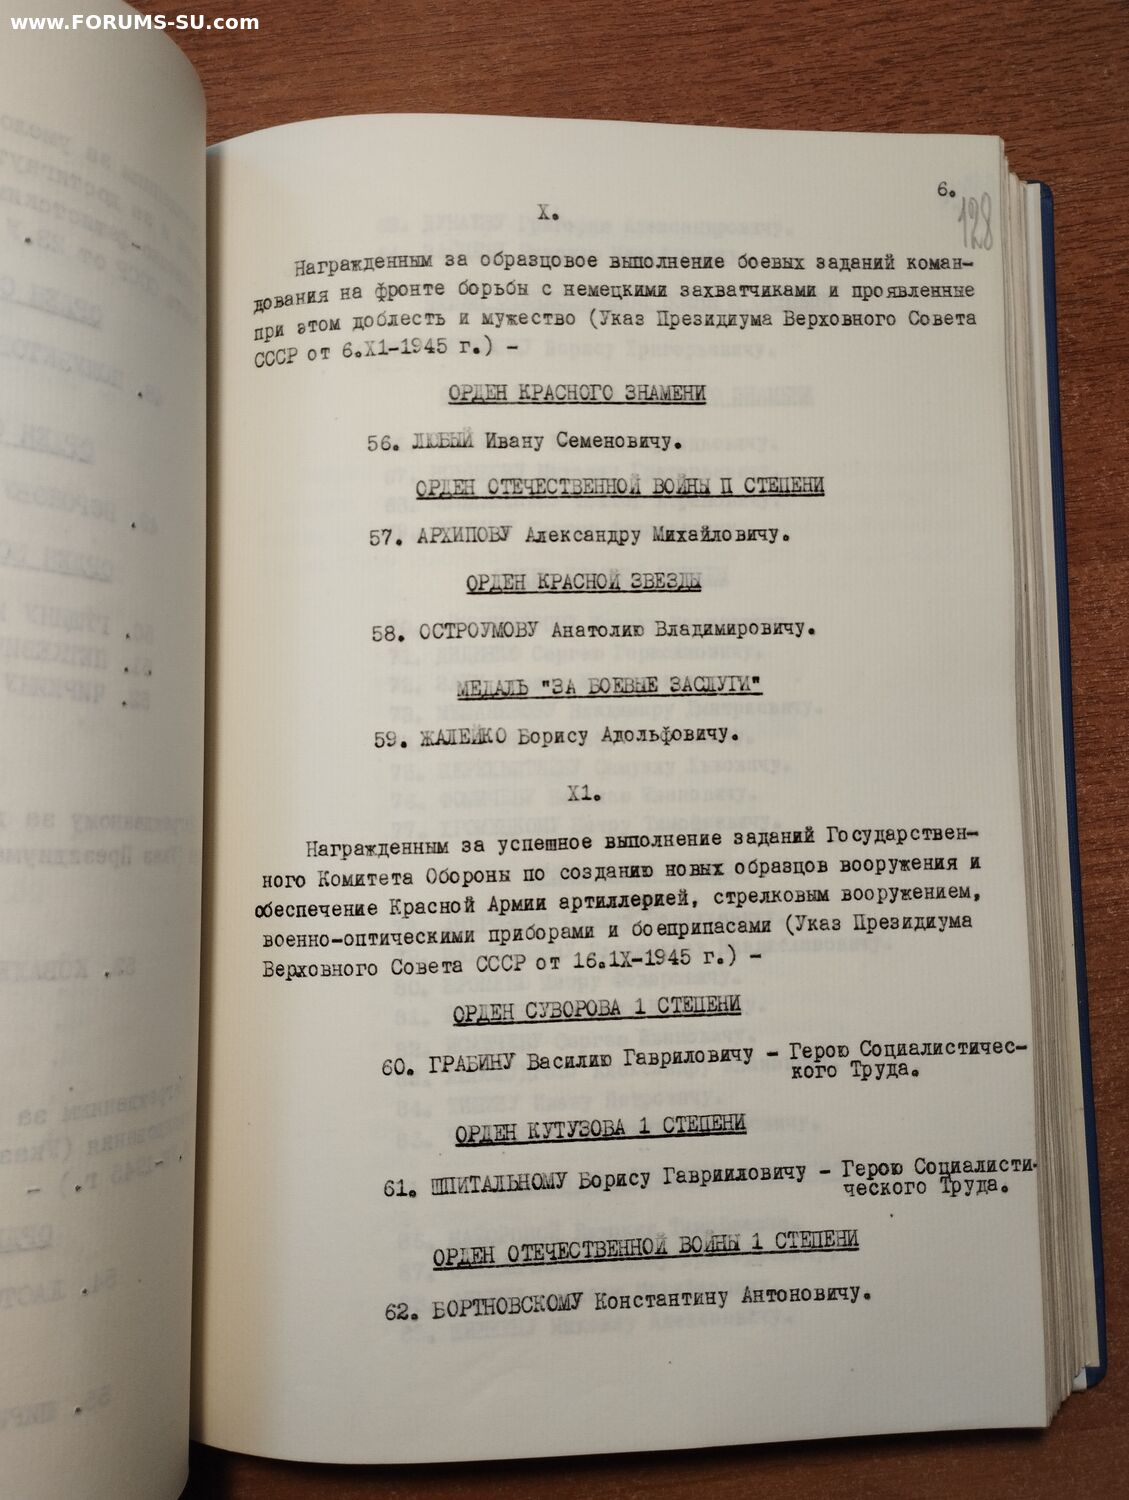 www.FORUMS-SU.com
6.
128
X.
Награжденным за образцовое выполнение боевых заданий коман-
дования на фронте борьбы с немецкими захватчиками и проявленные
при этом доблесть и мужество (Указ Президиума Верховного Совета
СССР от 6.XI-1945 г.) -
ОРДЕН КРАСНОГО ЗНАМЕНИ
56. ЛЮБЫЙ Ивану Семеновичу.
ОРДЕН ОТЕЧЕСТВЕННОЙ ВОЙНЫ П СТЕПЕНИ
57. АРХИПОВУ Александру Михайловичу.
ОРДЕН КРАСНОЙ ЗВЕЗДЫ
58. ОСТРОУМОВУ Анатолию Владимировичу.
МЕДАЛЬ "ЗА БОЕВЫЕ ЗАСЛУГИ"
59. ЖАЛЕЙКО Борису Адольфовичу.
X1.
Награжденным за успешное выполнение заданий Государствен-
ного Комитета Обороны по созданию новых образцов вооружения и
обеспечение Красной Армии артиллерией, стрелковым вооружением,
военно-оптическими приборами и боеприпасами (Указ Президиума
Верховного Совета СССР от 16.1X-1945 г.) -
ОРДЕН СУВОРОВА 1 СТЕПЕНИ
60. ГРАБИНУ Василию Гавриловичу - Герою Социалистичес-
кого Труда.
ОРДЕН КУТУЗОВА 1 СТЕПЕНИ
61. ШПИТАЛЬНОМУ Борису Гаврииловичу - Герою Социалисти-
ческого Труда.
ОРДЕН ОТЕЧЕСТВЕННОЙ ВОЙНЫ 1 СТЕПЕНИ
62. БОРТНОВСКОМУ Константину Антоновичу.